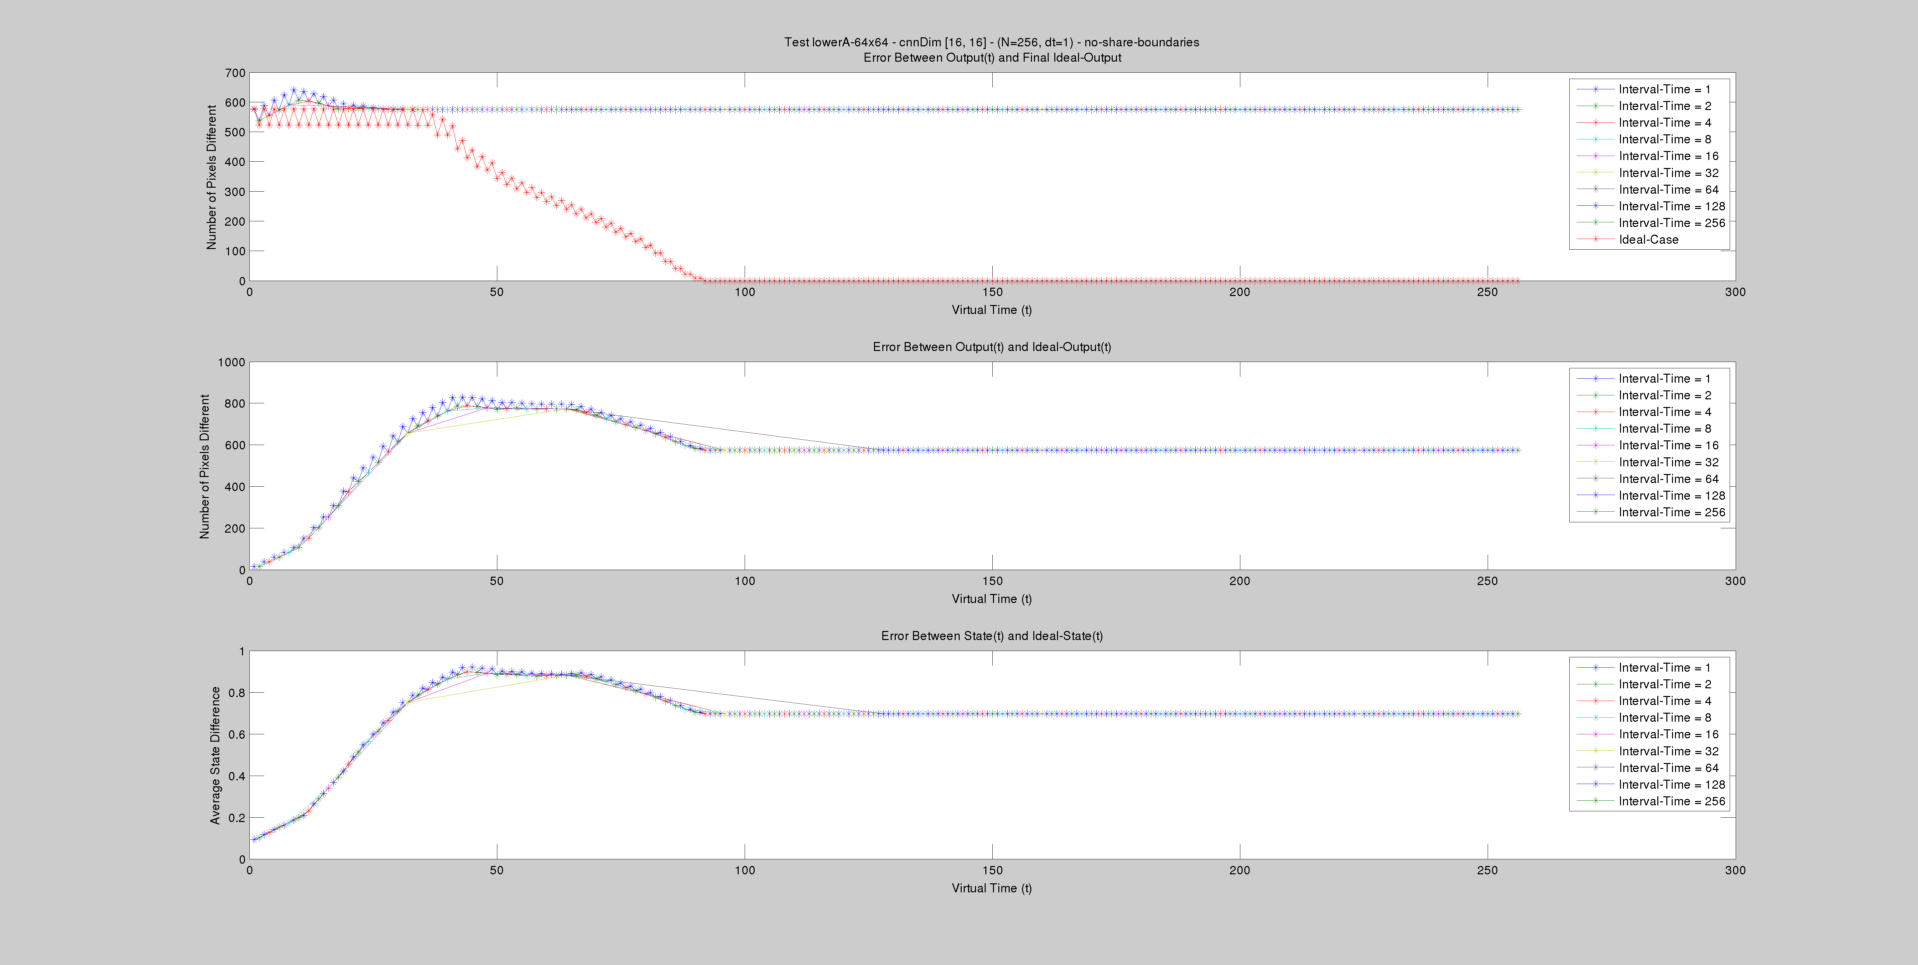 Test lowerA-64x64 - cnnDim [16, 16] - (N=256, dt=1) - no-share-boundaries
Error Between Output(t) and Final Ideal-Output
Number of Pixels Different
700
600
500
400
300
200
100
0
0 50 100 150 200 250 300
Virtual Time (t)
Interval-Time = 1
Interval-Time = 2
Interval-Time = 4
Interval-Time = 8
Interval-Time = 16
Interval-Time = 32
Interval-Time = 64
Interval-Time = 128
Interval-Time = 256
Ideal-Case
Error Between Output(t) and Ideal-Output(t)
Number of Pixels Different
1000
800
600
400
200
0
0 50 100 150 200 250 300
Virtual Time (t)
Interval-Time = 1
Interval-Time = 2
Interval-Time = 4
Interval-Time = 8
Interval-Time = 16
Interval-Time = 32
Interval-Time = 64
Interval-Time = 128
Interval-Time = 256
Error Between State(t) and Ideal-State(t)
Average State Difference
1
0.8
0.6
0.4
0.2
0
0 50 100 150 200 250 300
Virtual Time (t)
Interval-Time = 1
Interval-Time = 2
Interval-Time = 4
Interval-Time = 8
Interval-Time = 16
Interval-Time = 32
Interval-Time = 64
Interval-Time = 128
Interval-Time = 256